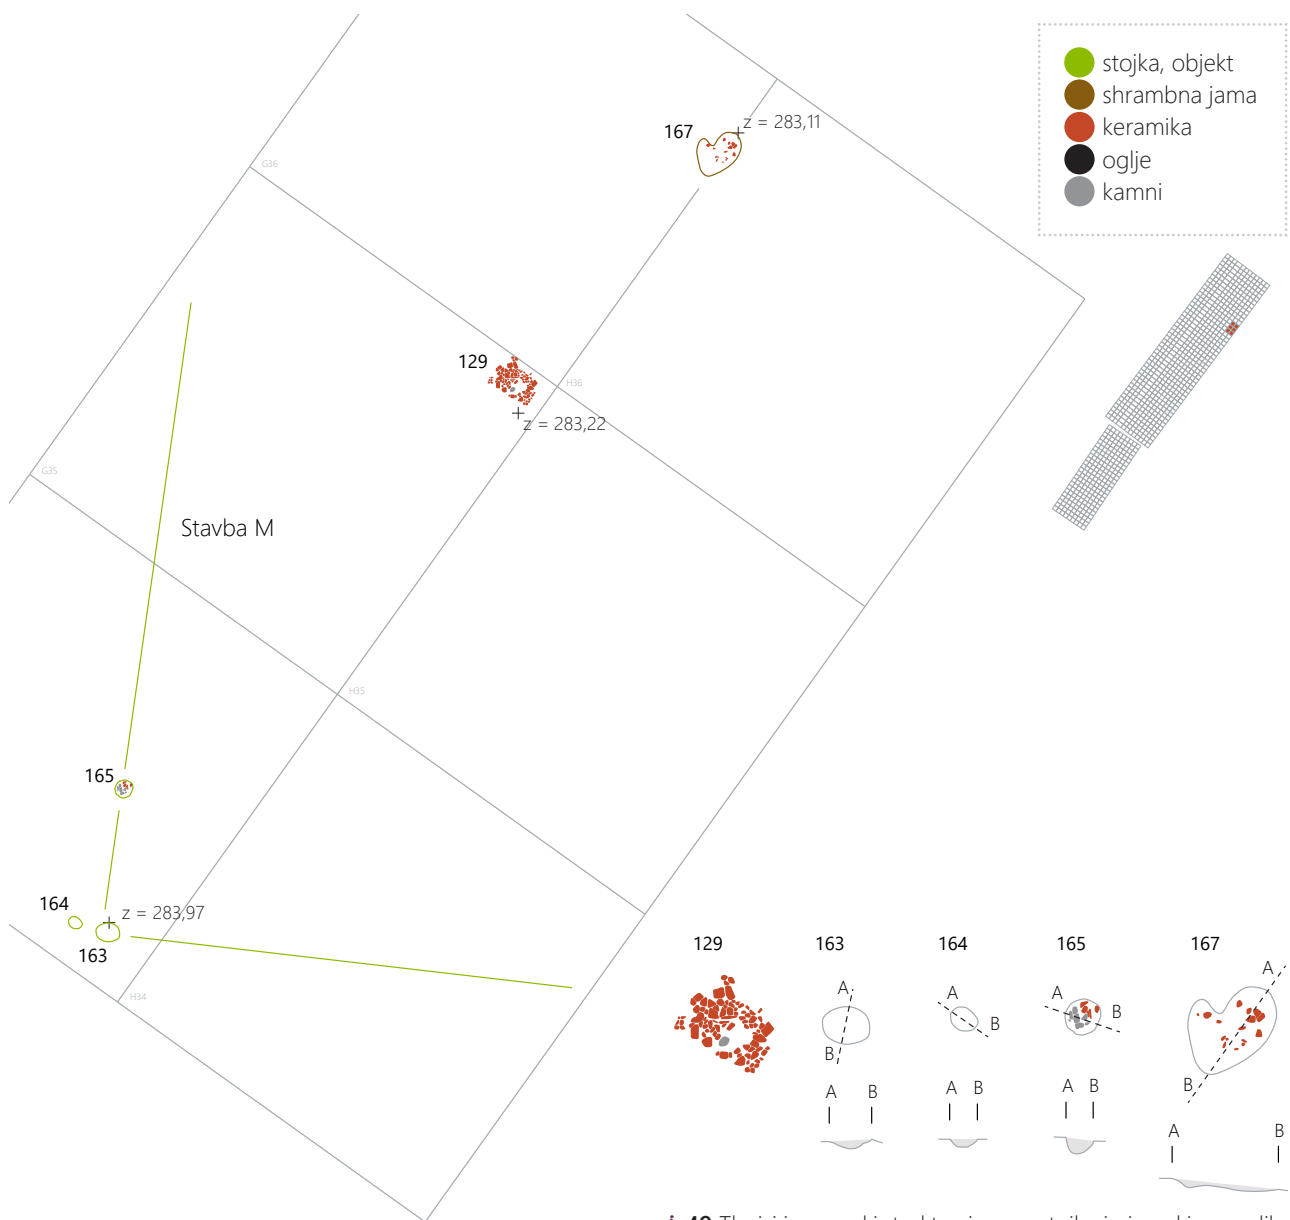 stojka, objekt
shrambna jama
keramika
oglje
kamni
167
z = 283,11
G36
129
H36
z = 283,22
G35
Stavba M
H35
165
164
z = 283,97
163
H34
129
163
164
165
167
A
B
A
B
A
B
A
B
A B
A B
A B
A B